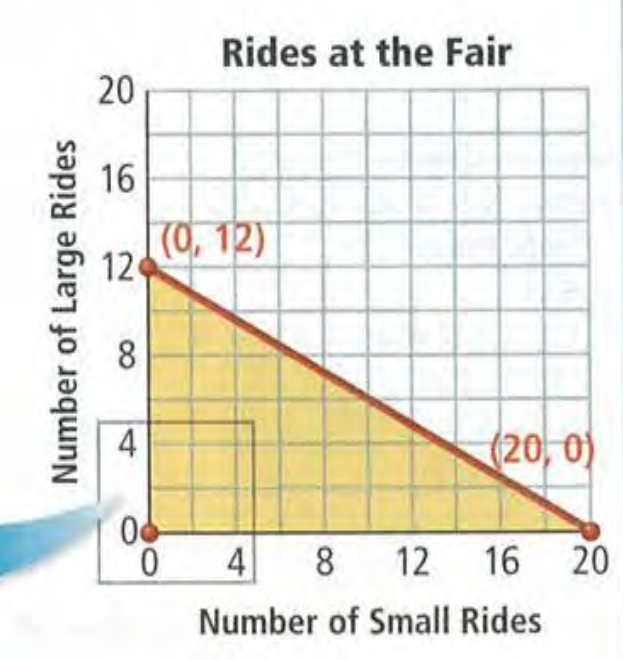 Rides at the Fair
Number of Large Rides
20
16
12
8
4
0
(0, 12)
(20, 0)
0 4 8 12 16 20
Number of Small Rides